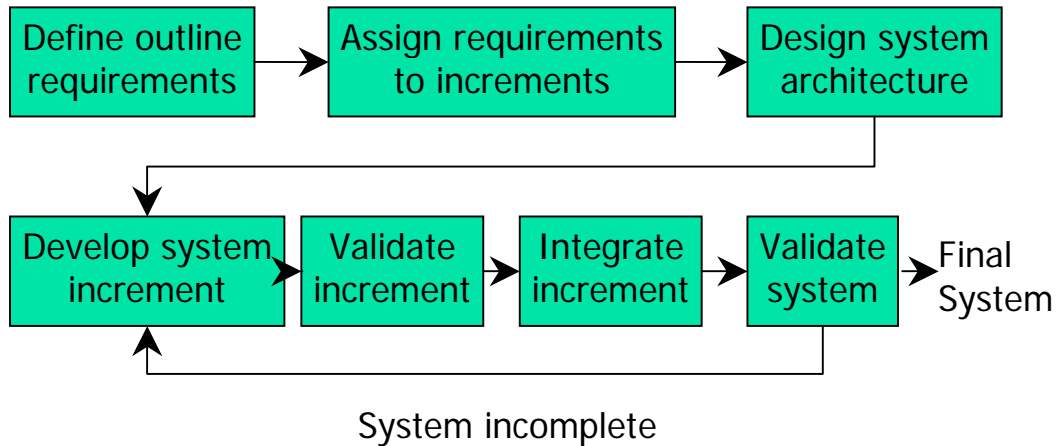 Define outline
requirements
Assign requirements
to increments
Design system
architecture
Develop system
increment
Validate
increment
Integrate
increment
Validate
system
Final
System
System incomplete